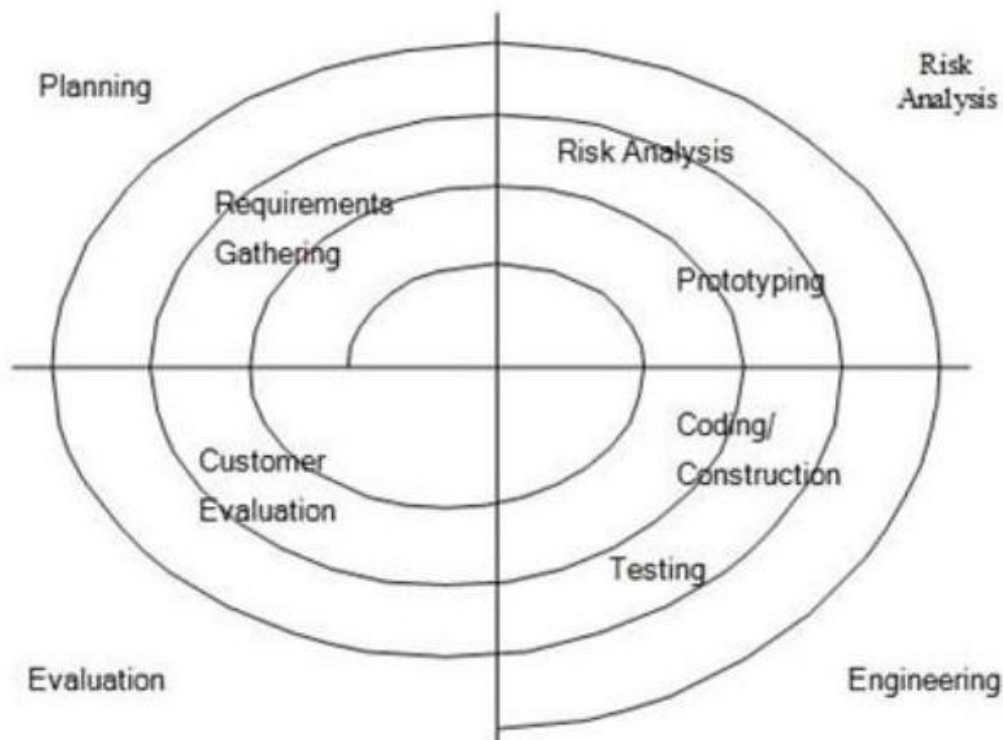 Planning
Risk
Analysis
Risk Analysis
Requirements
Gathering
Prototyping
Coding/
Construction
Customer
Evaluation
Testing
Evaluation
Engineering